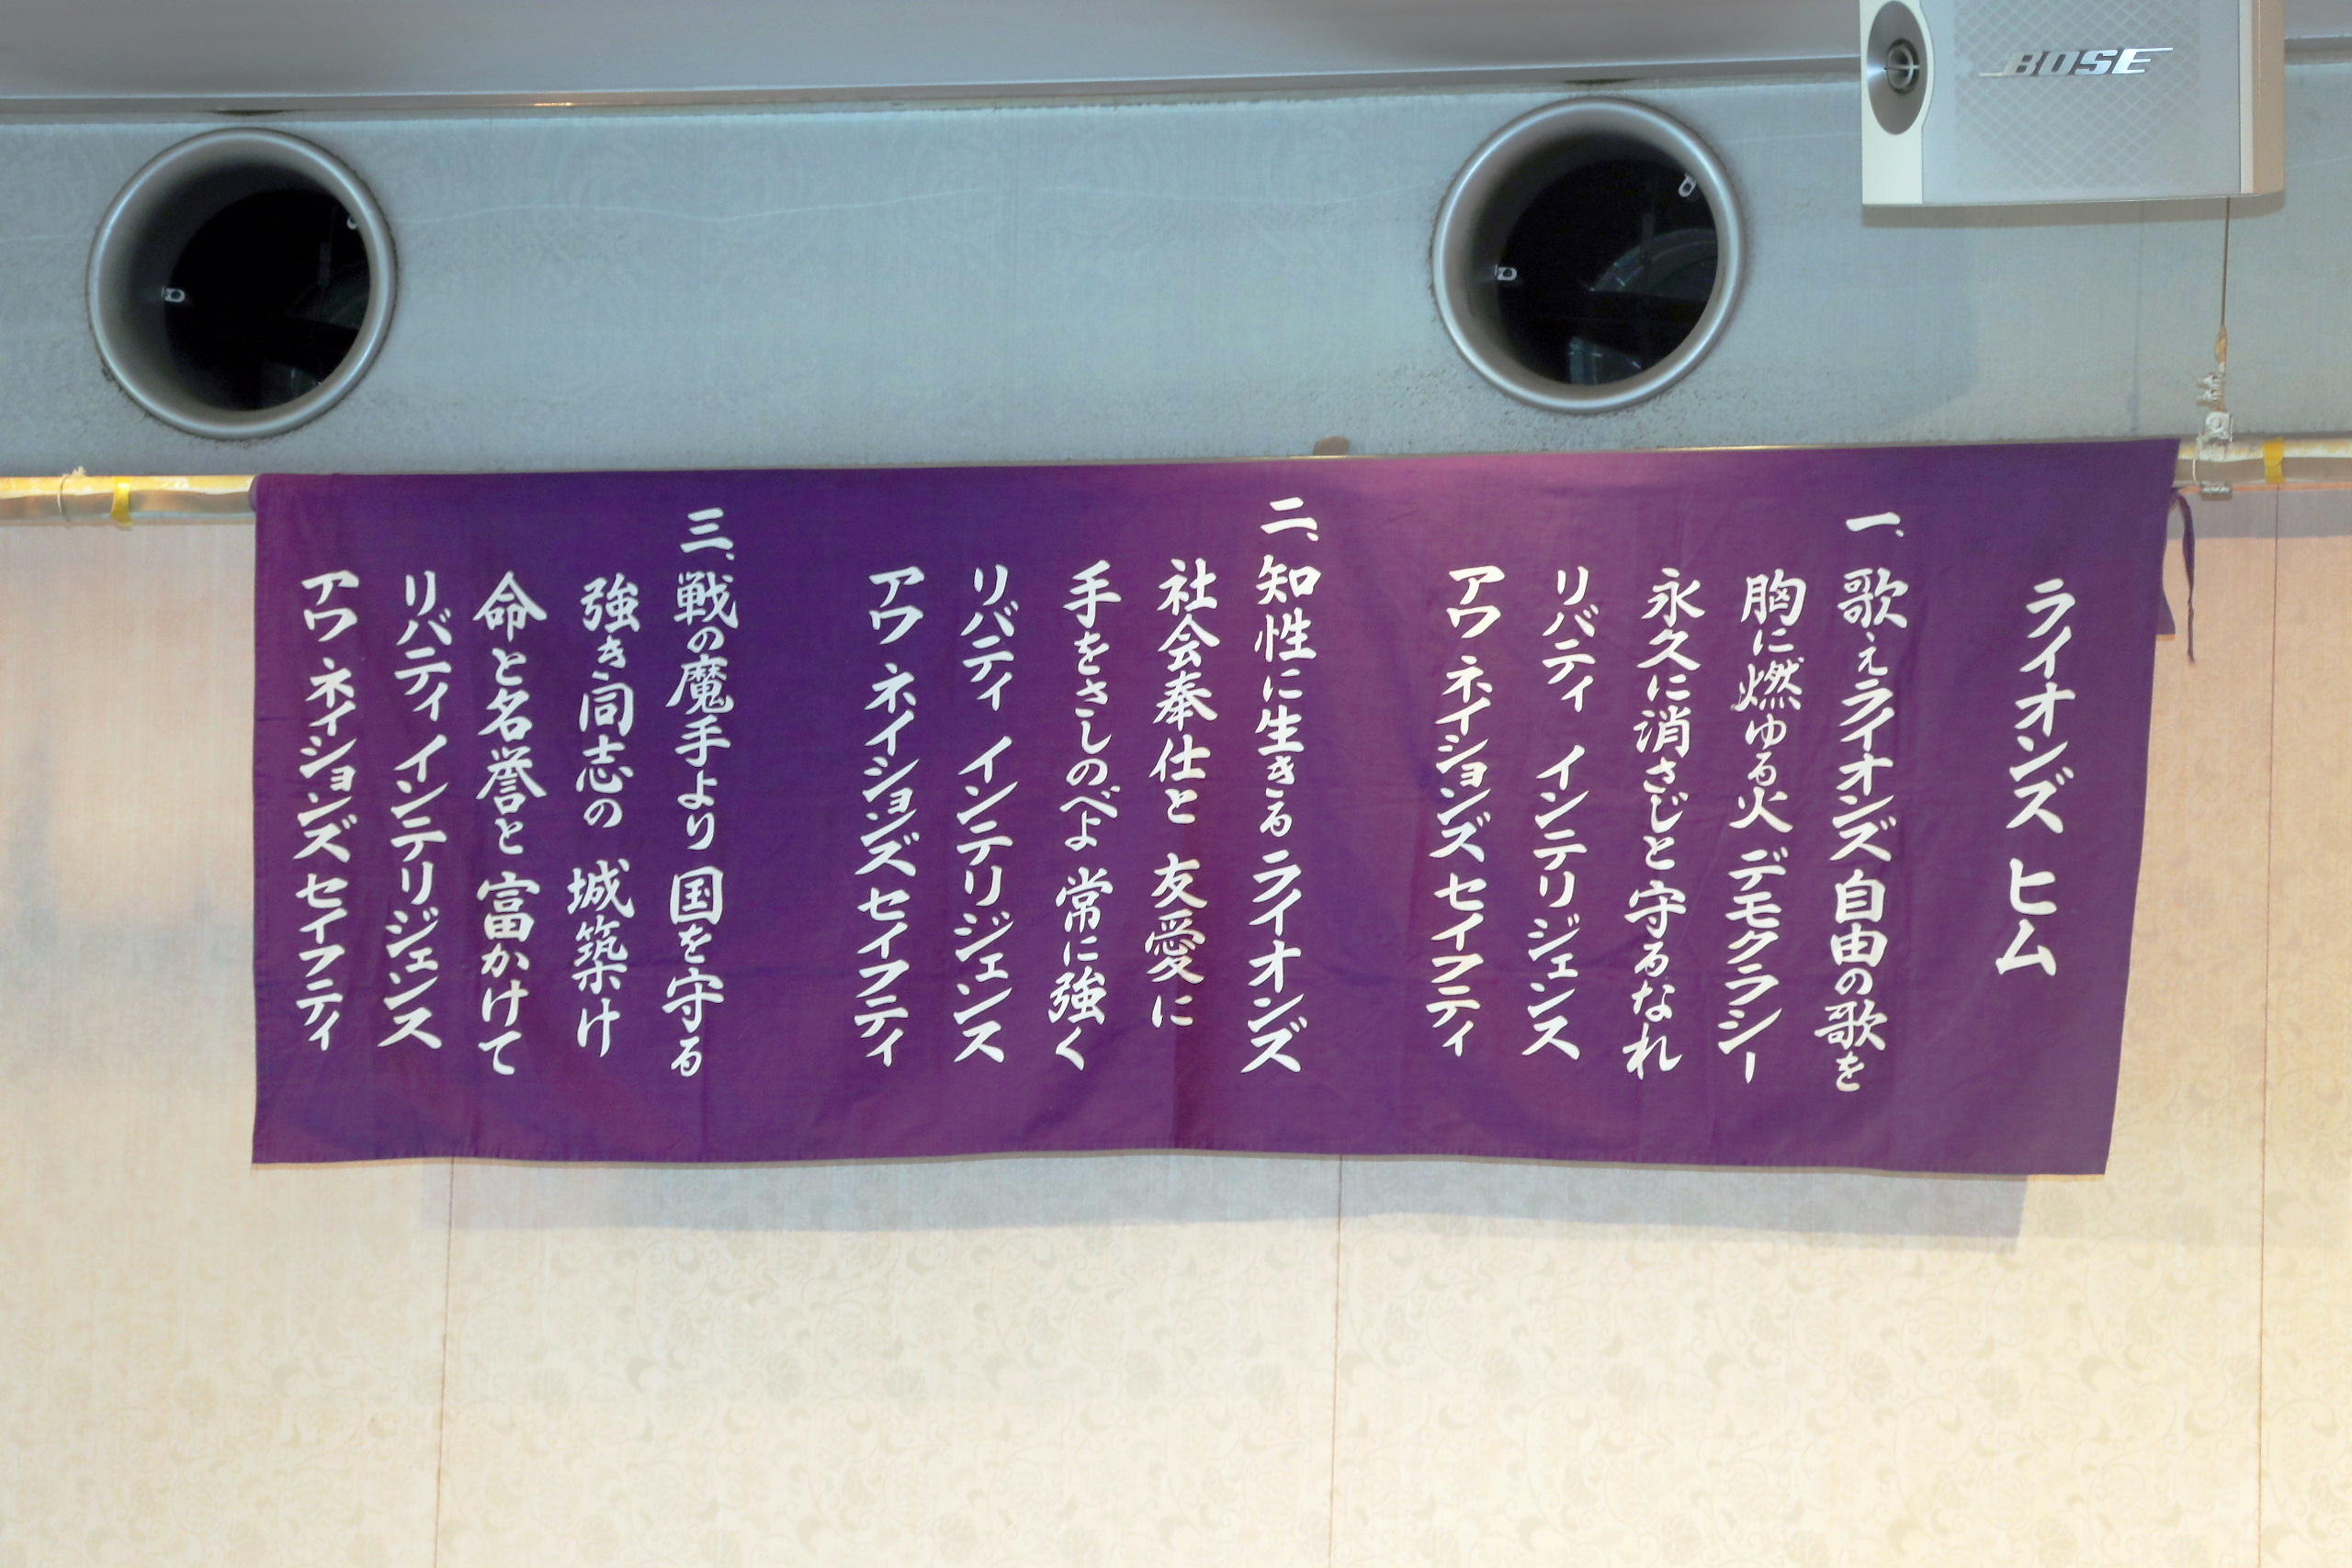 BOSE
ライオンズ ヒム
一、歌えライオンズ 自由の歌を
胸に燃ゆる火 デモクラシー
永久に消さじと守るなれ
リバティ インテリジェンス
アワ ネイションズ セイフティ
二、知性に生きる ライオンズ
社会奉仕と 友愛に
手をさしのべよ 常に強く
リバティ インテリジェンス
アワ ネイションズ セイフティ
三、戦の魔手より 国を守る
強き同志の 城築け
命と名誉と 富かけて
リバティ インテリジェンス
アワ ネイションズ セイフティ